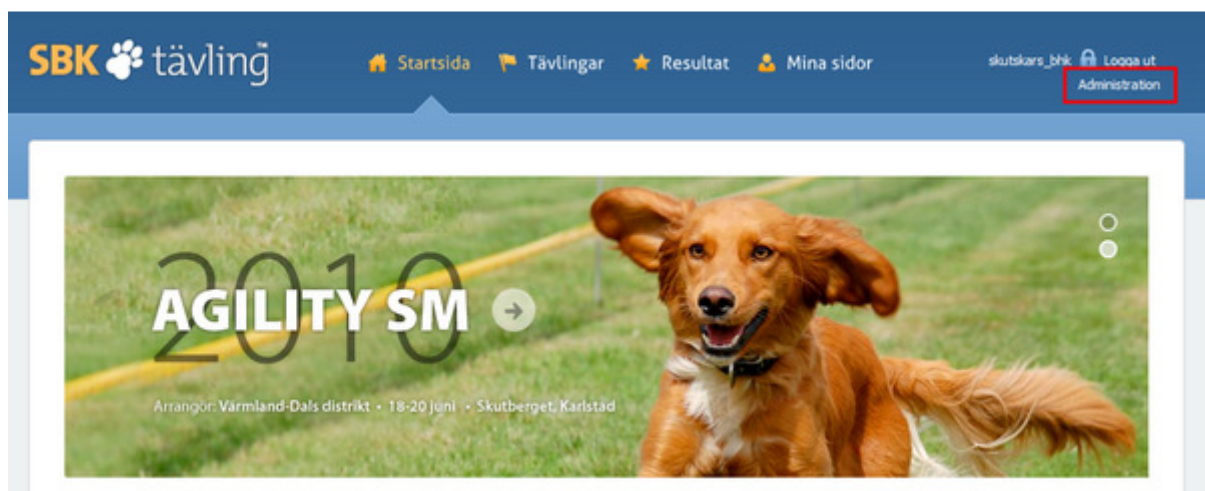 SBK tävling™
Startsida Tävlingar Resultat Mina sidor
skutskars_bhk Logga ut
Administration
2010
AGILITY SM
Arrangör: Värmland-Dals distrikt • 18-20 juni • Skutberget, Karlstad